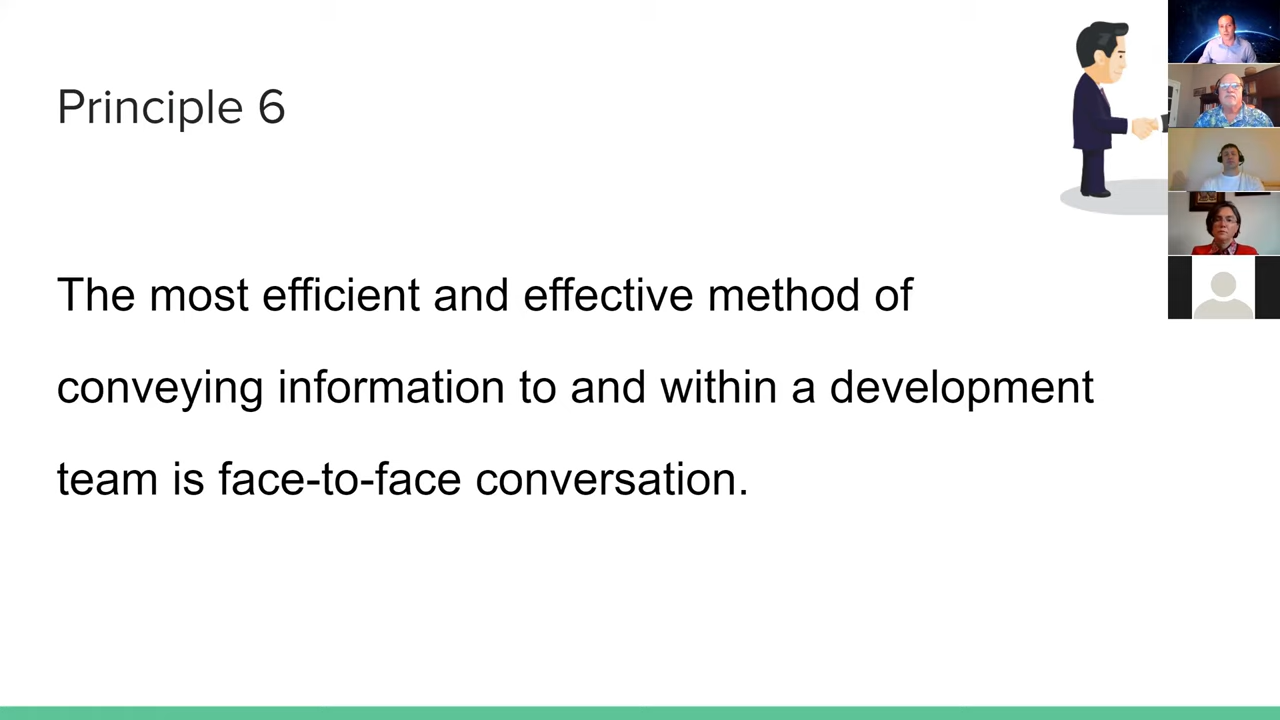 Principle 6
The most efficient and effective method of
conveying information to and within a development
team is face-to-face conversation.